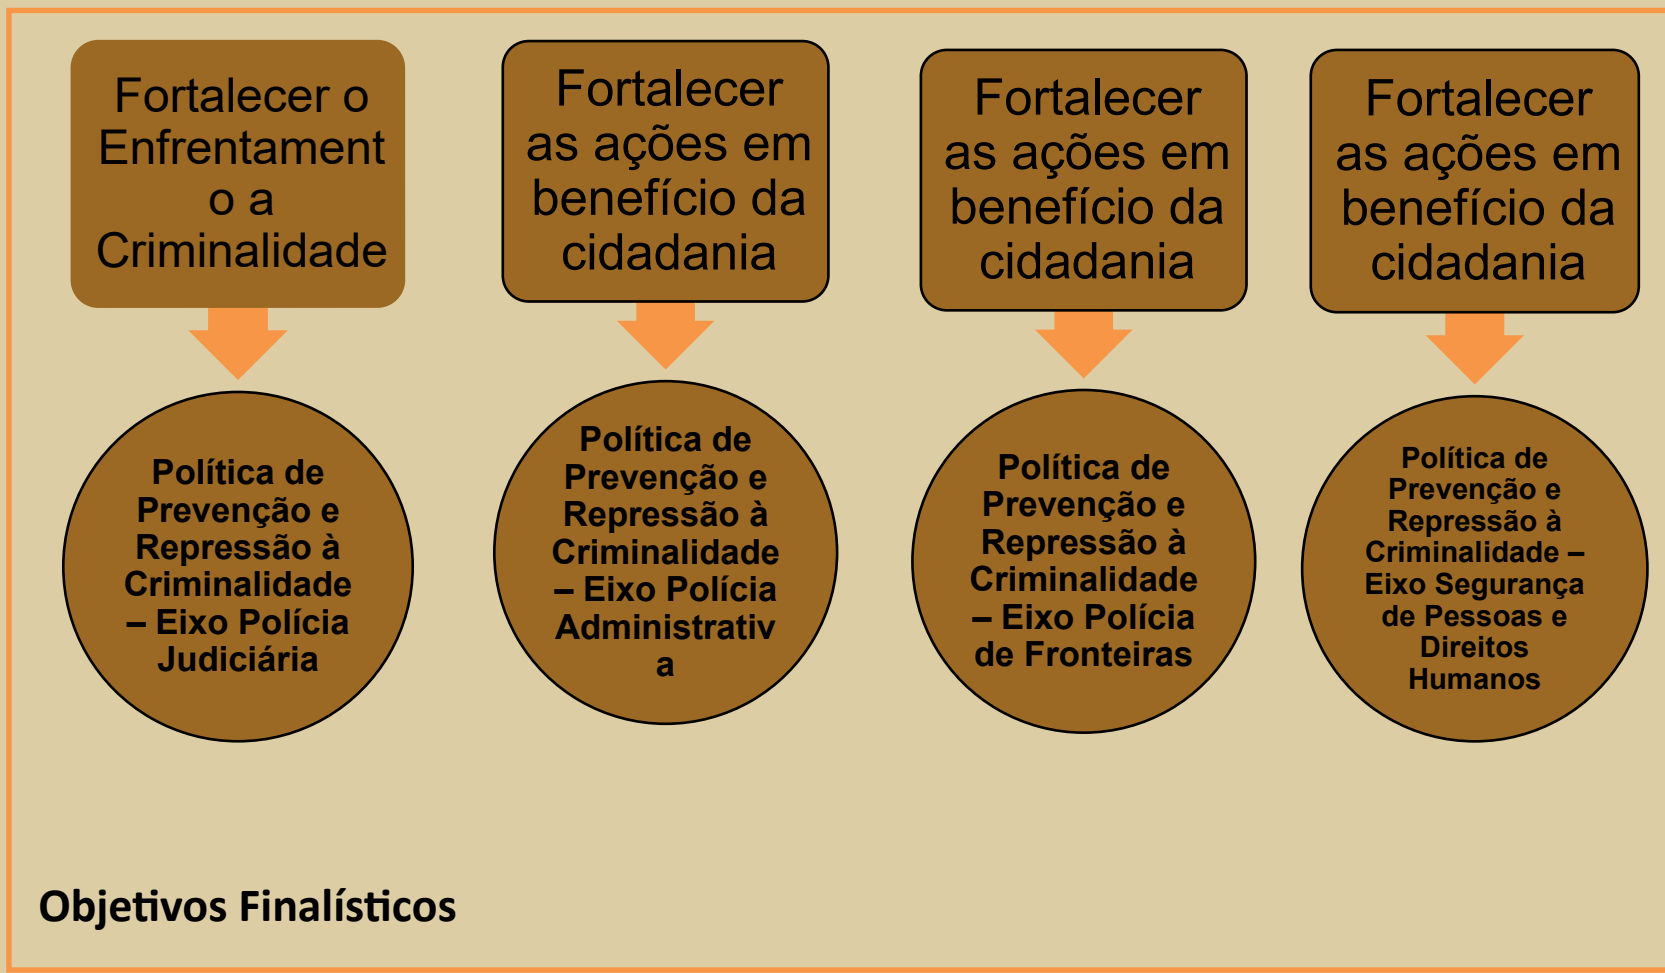 Fortalecer o
Enfrentament
o a
Criminalidade
Fortalecer
as ações em
benefício da
cidadania
Fortalecer
as ações em
benefício da
cidadania
Fortalecer
as ações em
benefício da
cidadania
Política de
Prevenção e
Repressão à
Criminalidade
– Eixo Polícia
Judiciária
Política de
Prevenção e
Repressão à
Criminalidade
– Eixo Polícia
Administrativ
a
Política de
Prevenção e
Repressão à
Criminalidade
– Eixo Polícia
de Fronteiras
Política de
Prevenção e
Repressão à
Criminalidade –
Eixo Segurança
de Pessoas e
Direitos
Humanos
Objetivos Finalísticos